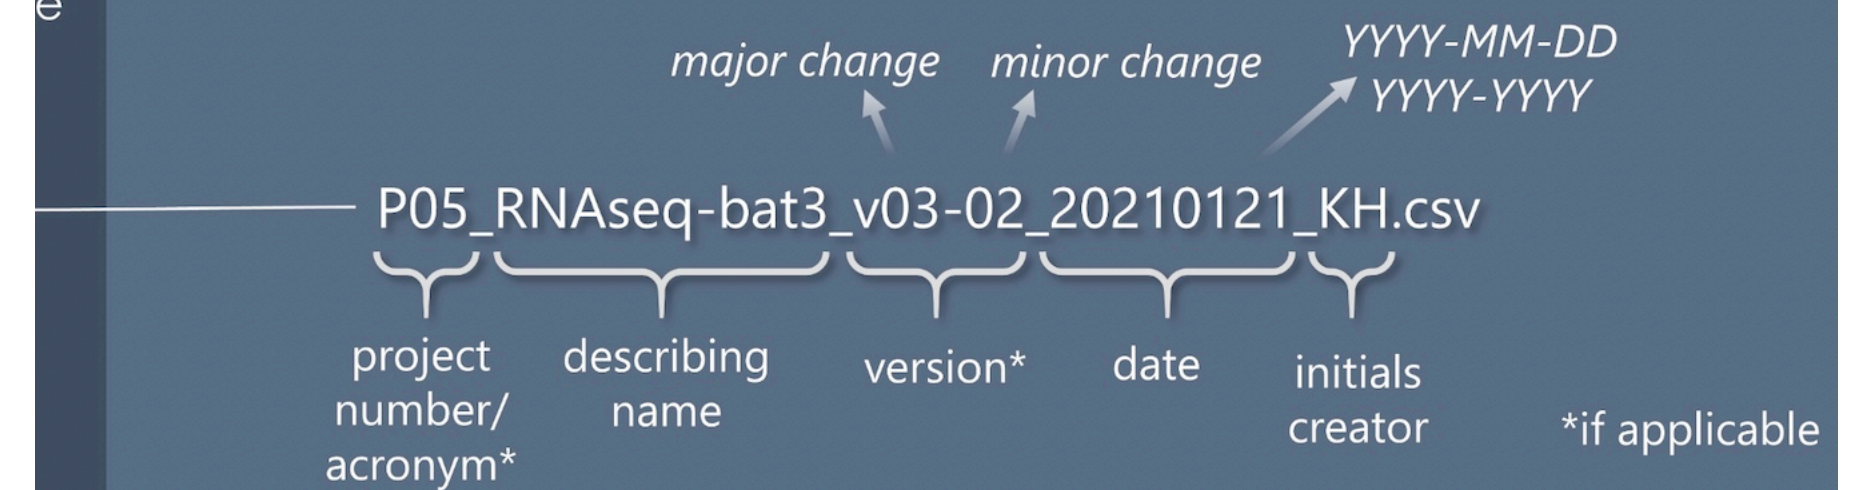 e
major change minor change YYYY-MM-DD
YYYY-YYYY
P05_RNAseq-bat3_v03-02_20210121_KH.csv
project number/ acronym*
describing name
version*
date
initials creator
*if applicable